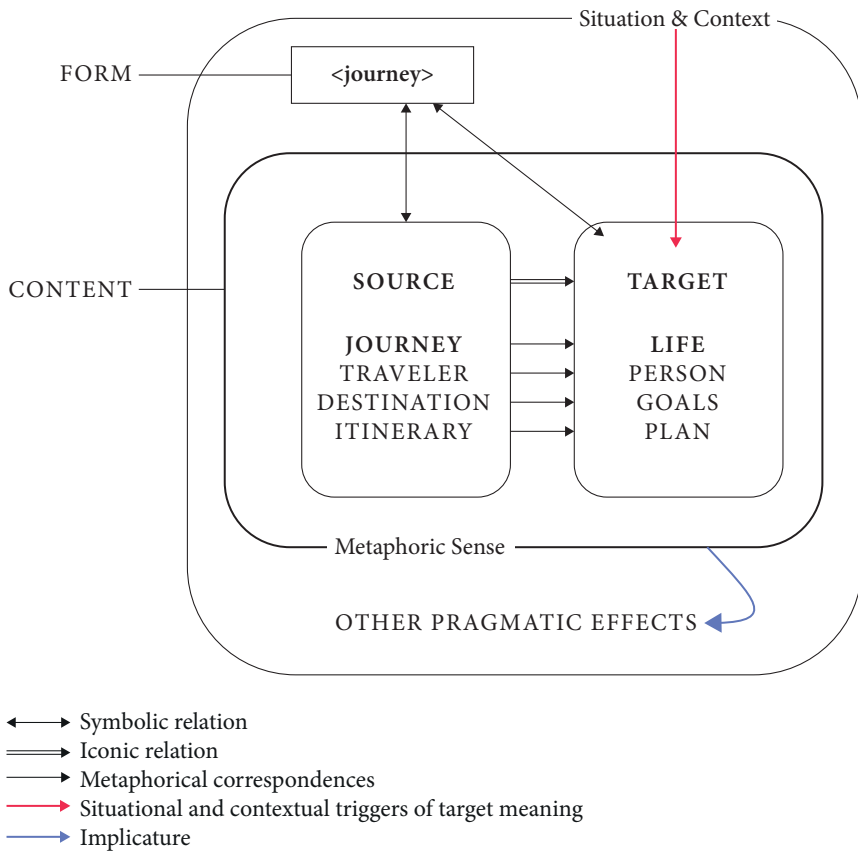 Situation & Context
FORM
<journey>
CONTENT
SOURCE
TARGET
JOURNEY
LIFE
TRAVELER
PERSON
DESTINATION
GOALS
ITINERARY
PLAN
Metaphoric Sense
OTHER PRAGMATIC EFFECTS
Symbolic relation
Iconic relation
Metaphorical correspondences
Situational and contextual triggers of target meaning
Implicature